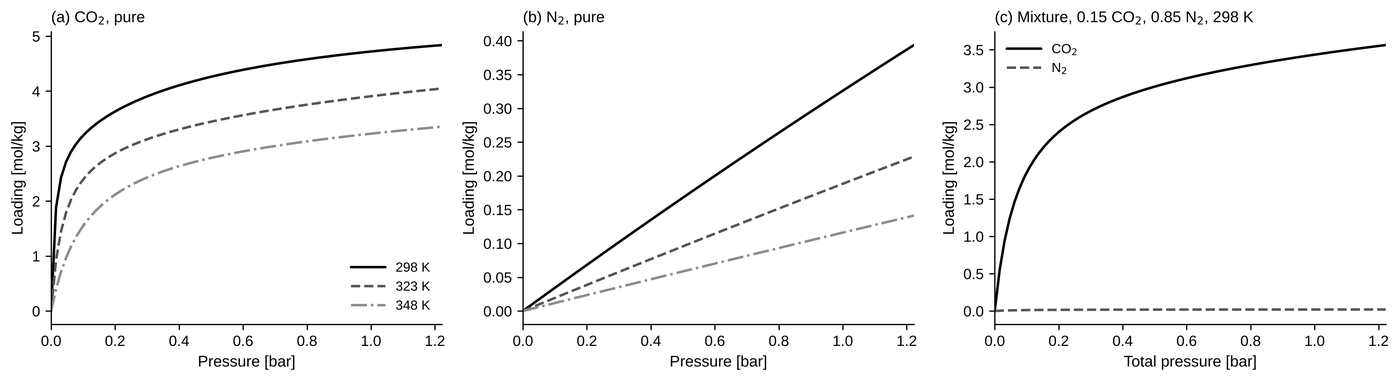 (a) CO₂, pure
5
4
3
2
1
0
Loading [mol/kg]
298 K
323 K
348 K
0.0 0.2 0.4 0.6 0.8 1.0 1.2
Pressure [bar]
(b) N₂, pure
0.40
0.35
0.30
0.25
0.20
0.15
0.10
0.05
0.00
Loading [mol/kg]
0.0 0.2 0.4 0.6 0.8 1.0 1.2
Pressure [bar]
(c) Mixture, 0.15 CO₂, 0.85 N₂, 298 K
CO₂
N₂
3.5
3.0
2.5
2.0
1.5
1.0
0.5
0.0
Loading [mol/kg]
0.0 0.2 0.4 0.6 0.8 1.0 1.2
Total pressure [bar]